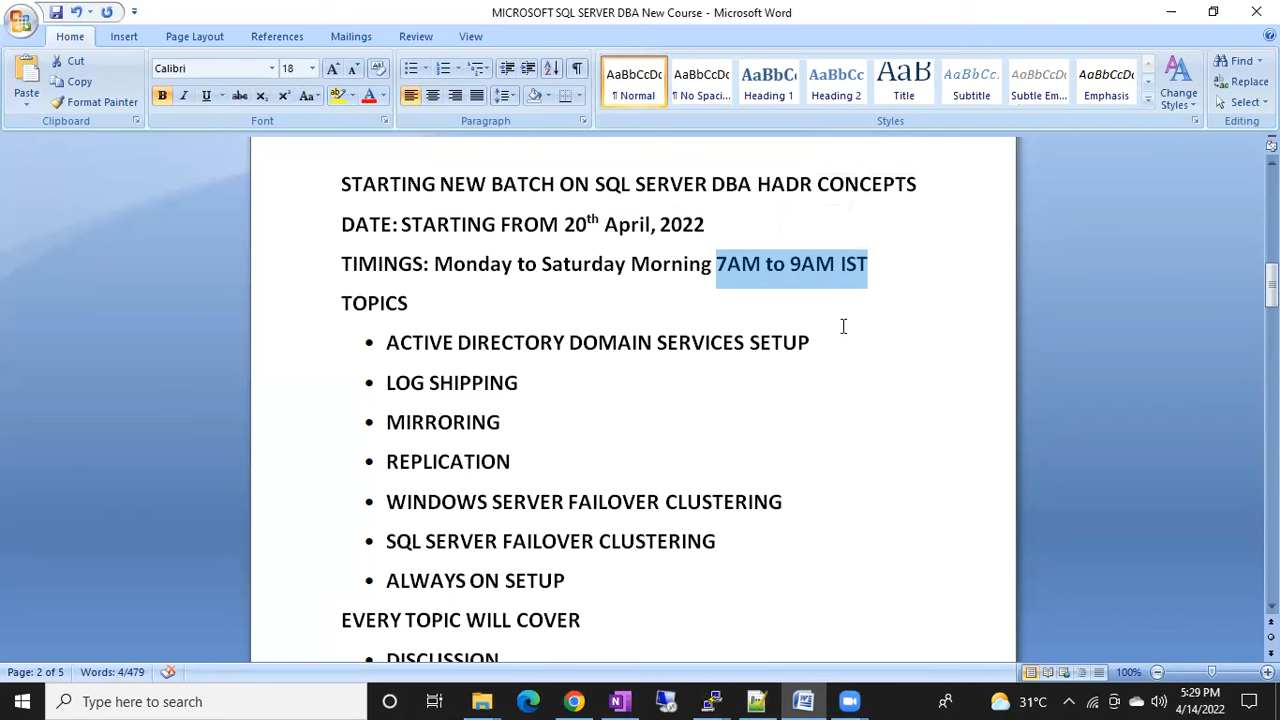 MICROSOFT SQL SERVER DBA New Course - Microsoft Word
Home Insert Page Layout References Mailings Review View
Paste
Cut
Copy
Format Painter
Calibri 18
AaBbCcDc AaBbCcDc AaBbCc AaBbCc AaB AaBbCc. AaBbCcDc AaBbCcDc
¶ Normal ¶ No Spaci... Heading 1 Heading 2 Title Subtitle Subtle Em... Emphasis
Change Styles
Find
Replace
Select
Clipboard Font Paragraph Styles Editing
STARTING NEW BATCH ON SQL SERVER DBA HADR CONCEPTS
DATE: STARTING FROM 20th April, 2022
TIMINGS: Monday to Saturday Morning 7AM to 9AM IST
TOPICS
• ACTIVE DIRECTORY DOMAIN SERVICES SETUP
• LOG SHIPPING
• MIRRORING
• REPLICATION
• WINDOWS SERVER FAILOVER CLUSTERING
• SQL SERVER FAILOVER CLUSTERING
• ALWAYS ON SETUP
EVERY TOPIC WILL COVER
• DISCUSSION
Page: 2 of 5 Words: 4/479 100%
Type here to search
31°C
5:29 PM
4/14/2022